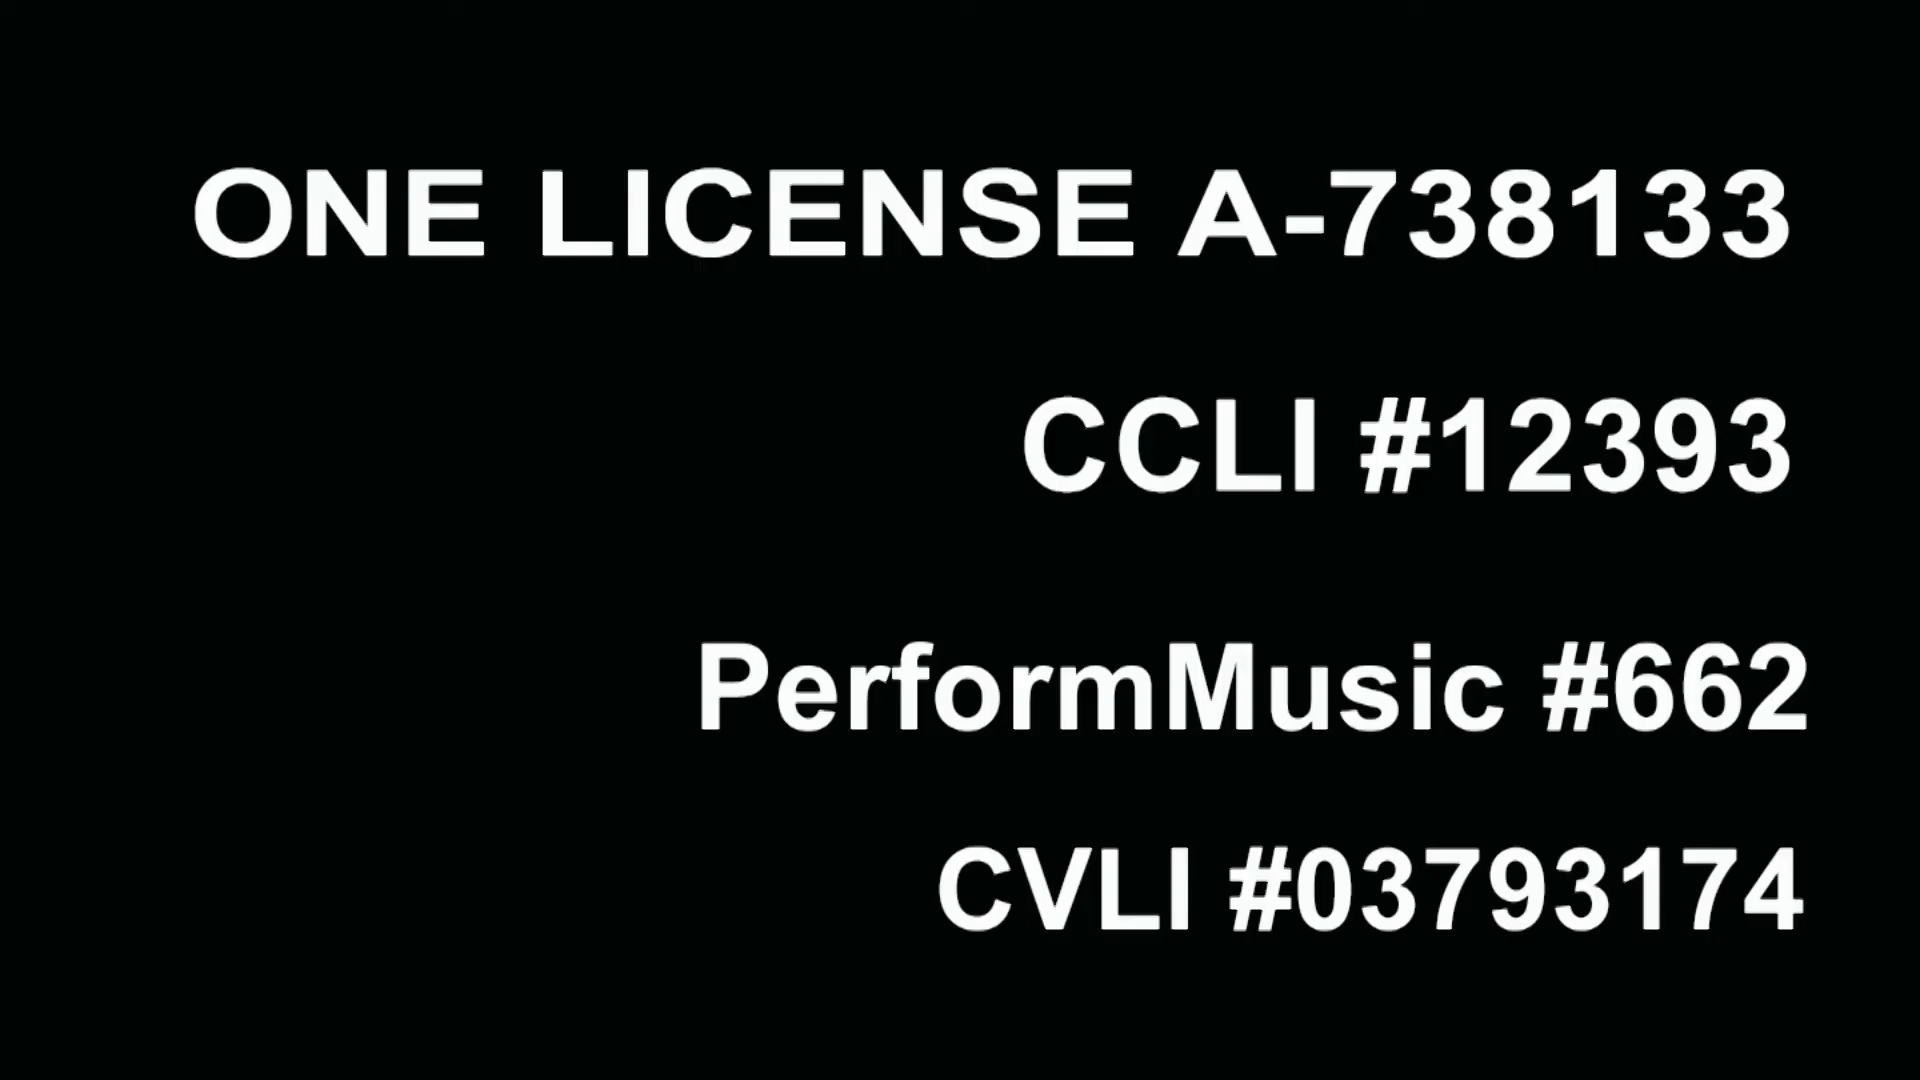 ONE LICENSE A-738133
CCLI #12393
PerformMusic #662
CVLI #03793174